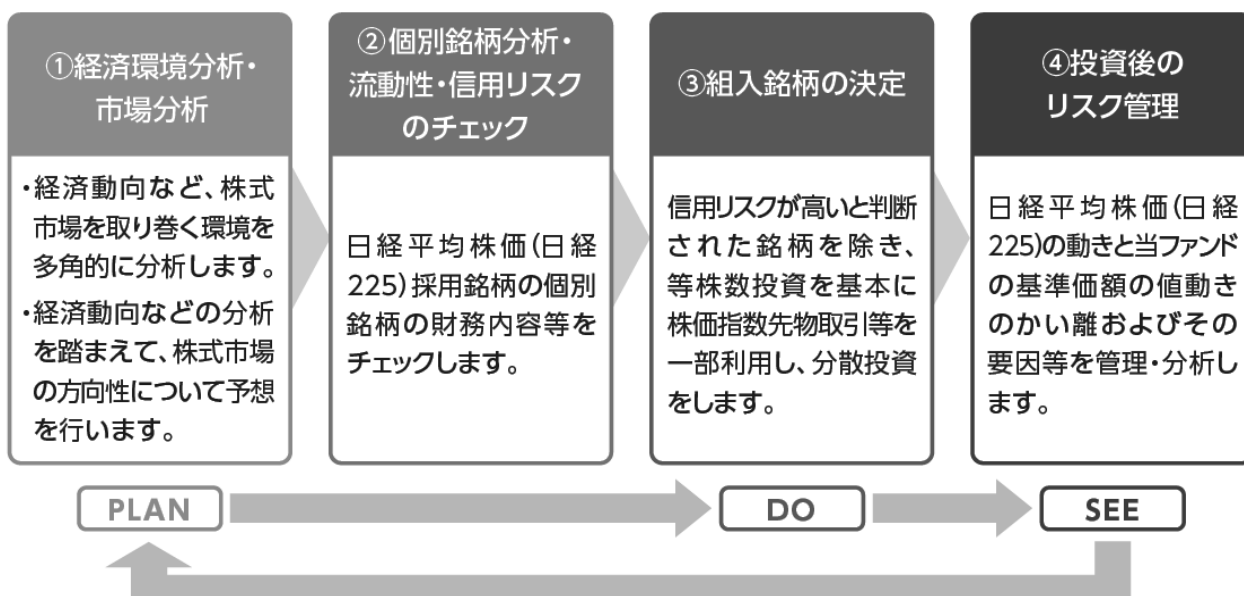 ①経済環境分析・
市場分析
・経済動向など、株式
市場を取り巻く環境を
多角的に分析します。
・経済動向などの分析
を踏まえて、株式市場
の方向性について予想
を行います。
②個別銘柄分析・
流動性・信用リスク
のチェック
日経平均株価(日経
225)採用銘柄の個別
銘柄の財務内容等を
チェックします。
③組入銘柄の決定
信用リスクが高いと判断
された銘柄を除き、
等株数投資を基本に
株価指数先物取引等を
一部利用し、分散投資
をします。
④投資後の
リスク管理
日経平均株価(日経
225)の動きと当ファンド
の基準価額の値動き
のかい離およびその
要因等を管理・分析し
ます。
PLAN
DO
SEE